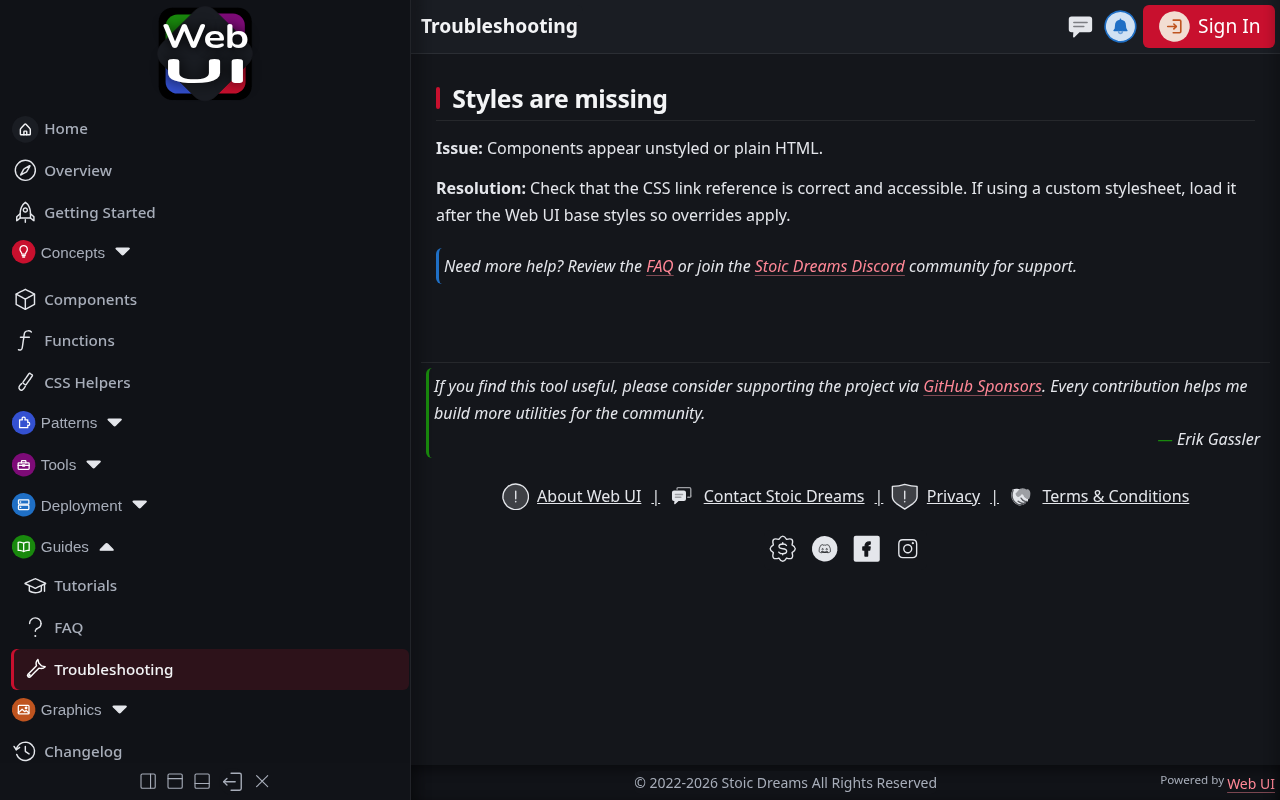 Web
UI
Home
Overview
Getting Started
Concepts
Components
Functions
CSS Helpers
Patterns
Tools
Deployment
Guides
Tutorials
FAQ
Troubleshooting
Graphics
Changelog
Troubleshooting
Sign In
Styles are missing
Issue: Components appear unstyled or plain HTML.
Resolution: Check that the CSS link reference is correct and accessible. If using a custom stylesheet, load it
after the Web UI base styles so overrides apply.
Need more help? Review the FAQ or join the Stoic Dreams Discord community for support.
If you find this tool useful, please consider supporting the project via GitHub Sponsors. Every contribution helps me
build more utilities for the community.
— Erik Gassler
About Web UI | Contact Stoic Dreams | Privacy | Terms & Conditions
© 2022-2026 Stoic Dreams All Rights Reserved
Powered by Web UI